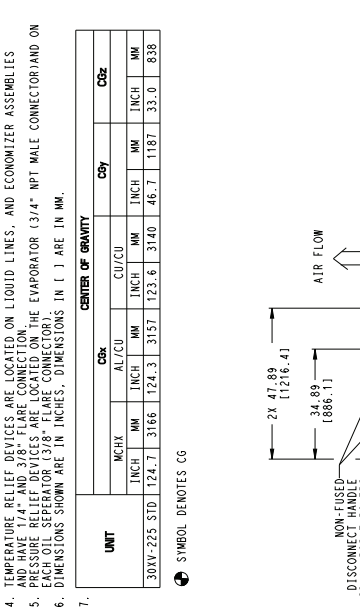 4. TEMPERATURE RELIEF DEVICES ARE LOCATED ON LIQUID LINES, AND ECONOMIZER ASSEMBLIES
AND HAVE 1/4" AND 3/8" FLARE CONNECTION.
5. PRESSURE RELIEF DEVICES ARE LOCATED ON THE EVAPORATOR (3/4" NPT MALE CONNECTOR)AND ON
EACH OIL SEPERATOR (3/8" FLARE CONNECTOR).
6. DIMENSIONS SHOWN ARE IN INCHES, DIMENSIONS IN [ ] ARE IN MM.
7.
CENTER OF GRAVITY
UNIT CGx CGy CGz
MCHX AL/CU CU/CU
INCH MM INCH MM INCH MM INCH MM INCH MM
30XV-225 STD 124.7 3166 124.3 3157 123.6 3140 46.7 1187 33.0 838
SYMBOL DENOTES CG
AIR FLOW
2X 47.89
[1216.4]
34.89
[886.1]
NON-FUSED
DISCONNECT HANDLE